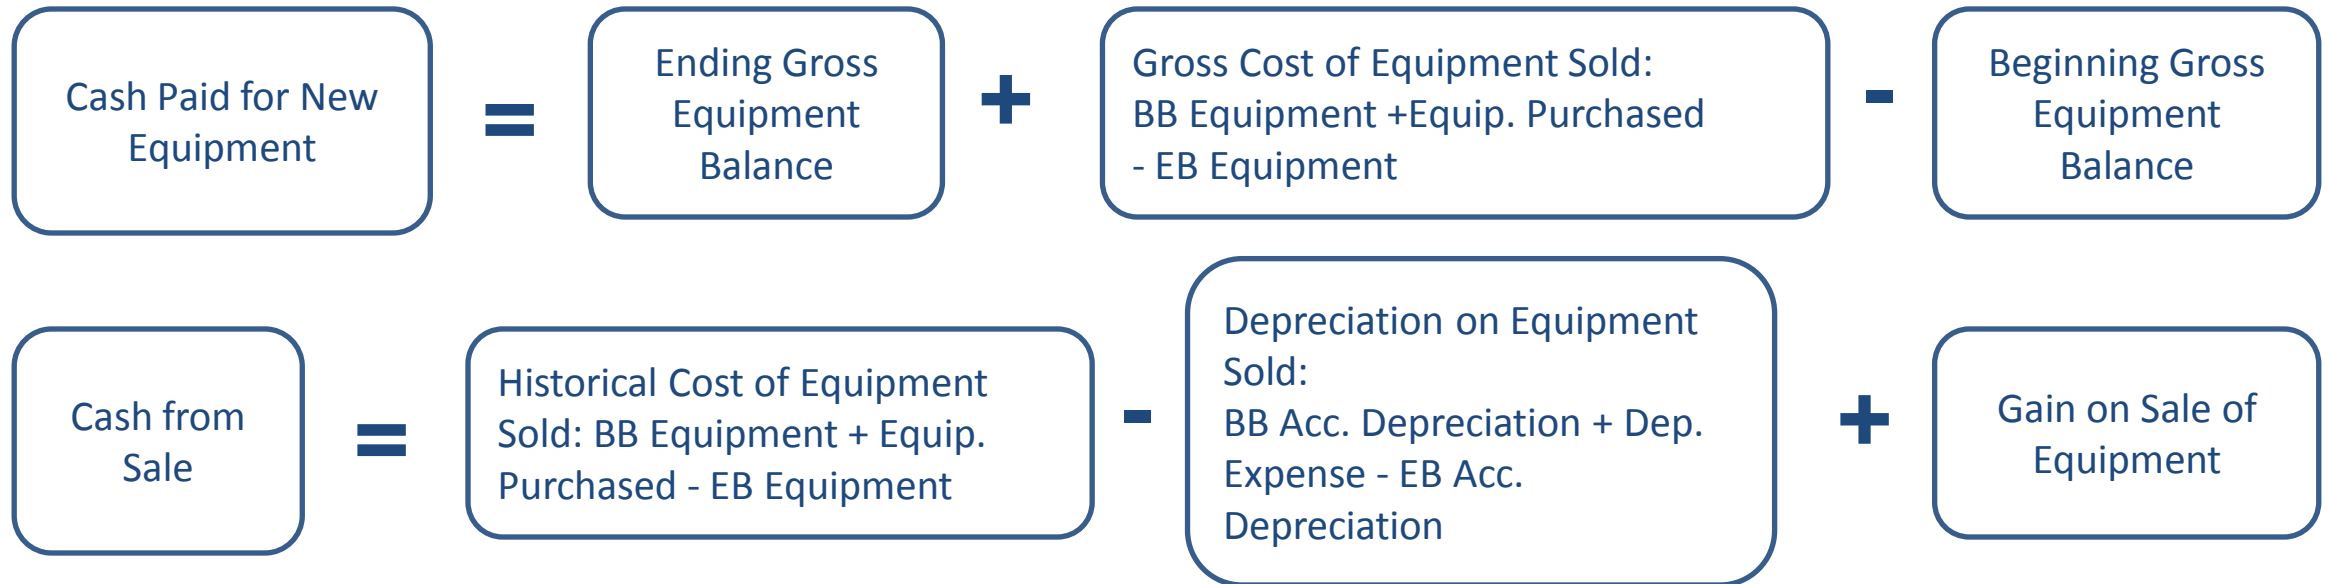 Cash Paid for New
Equipment
=
Ending Gross
Equipment
Balance
+
Gross Cost of Equipment Sold:
BB Equipment +Equip. Purchased
- EB Equipment
-
Beginning Gross
Equipment
Balance
Cash from
Sale
=
Historical Cost of Equipment
Sold: BB Equipment + Equip.
Purchased - EB Equipment
-
Depreciation on Equipment
Sold:
BB Acc. Depreciation + Dep.
Expense - EB Acc.
Depreciation
+
Gain on Sale of
Equipment